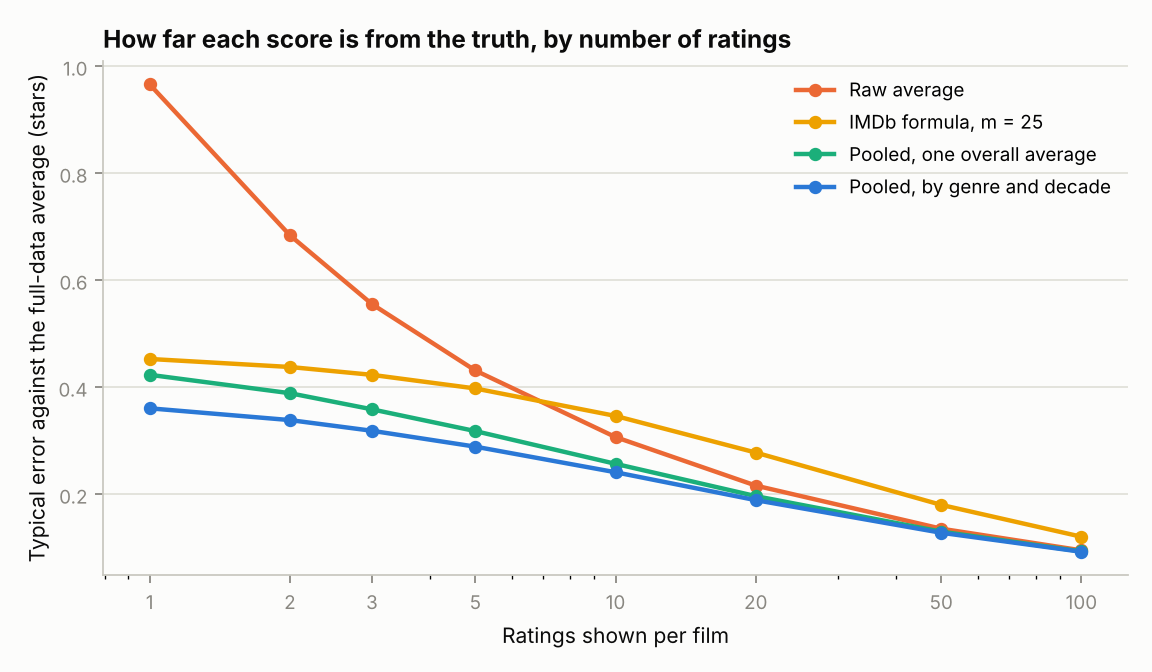 How far each score is from the truth, by number of ratings
Typical error against the full-data average (stars)
1.0
0.8
0.6
0.4
0.2
Raw average
IMDb formula, m = 25
Pooled, one overall average
Pooled, by genre and decade
1 2 3 5 10 20 50 100
Ratings shown per film